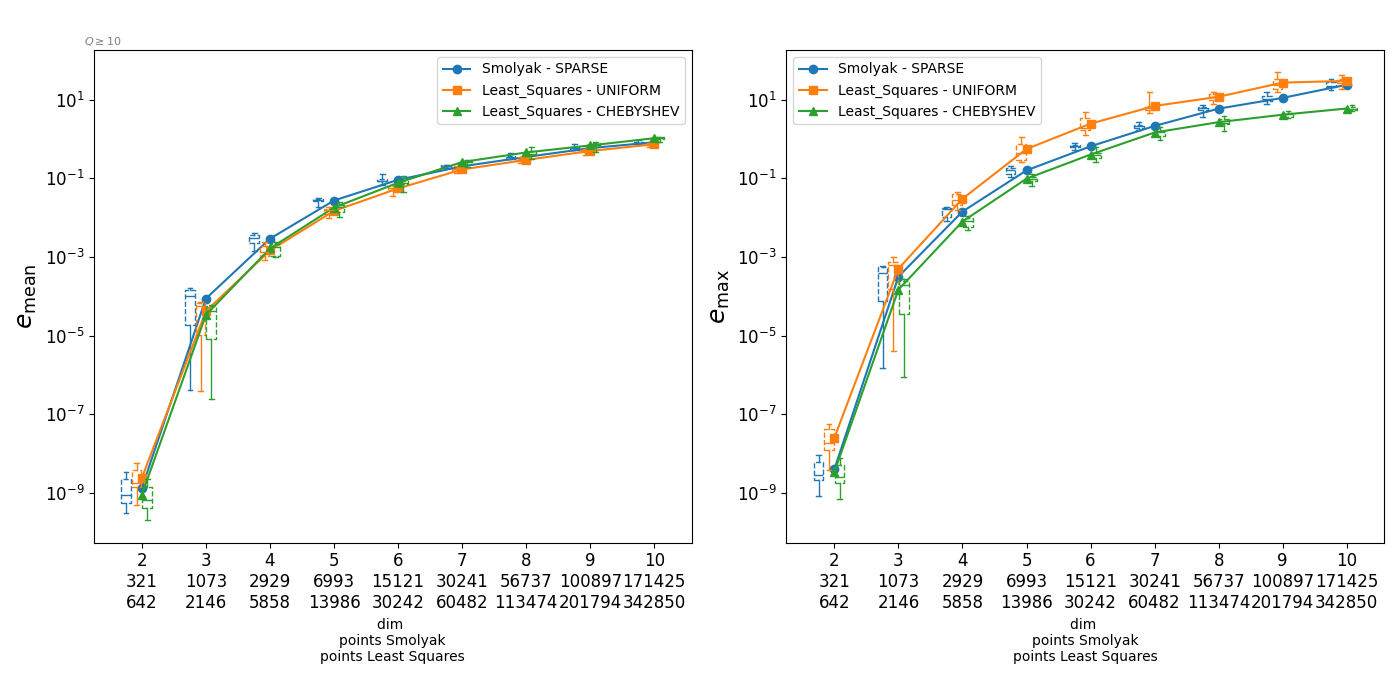 Q ≥ 10
Smolyak - SPARSE
Least_Squares - UNIFORM
Least_Squares - CHEBYSHEV
10^1
10^−1
10^−3
10^−5
10^−7
10^−9
e_mean
2 3 4 5 6 7 8 9 10
321 1073 2929 6993 15121 30241 56737 100897 171425
642 2146 5858 13986 30242 60482 113474 201794 342850
dim
points Smolyak
points Least Squares
Smolyak - SPARSE
Least_Squares - UNIFORM
Least_Squares - CHEBYSHEV
10^1
10^−1
10^−3
10^−5
10^−7
10^−9
e_max
2 3 4 5 6 7 8 9 10
321 1073 2929 6993 15121 30241 56737 100897 171425
642 2146 5858 13986 30242 60482 113474 201794 342850
dim
points Smolyak
points Least Squares